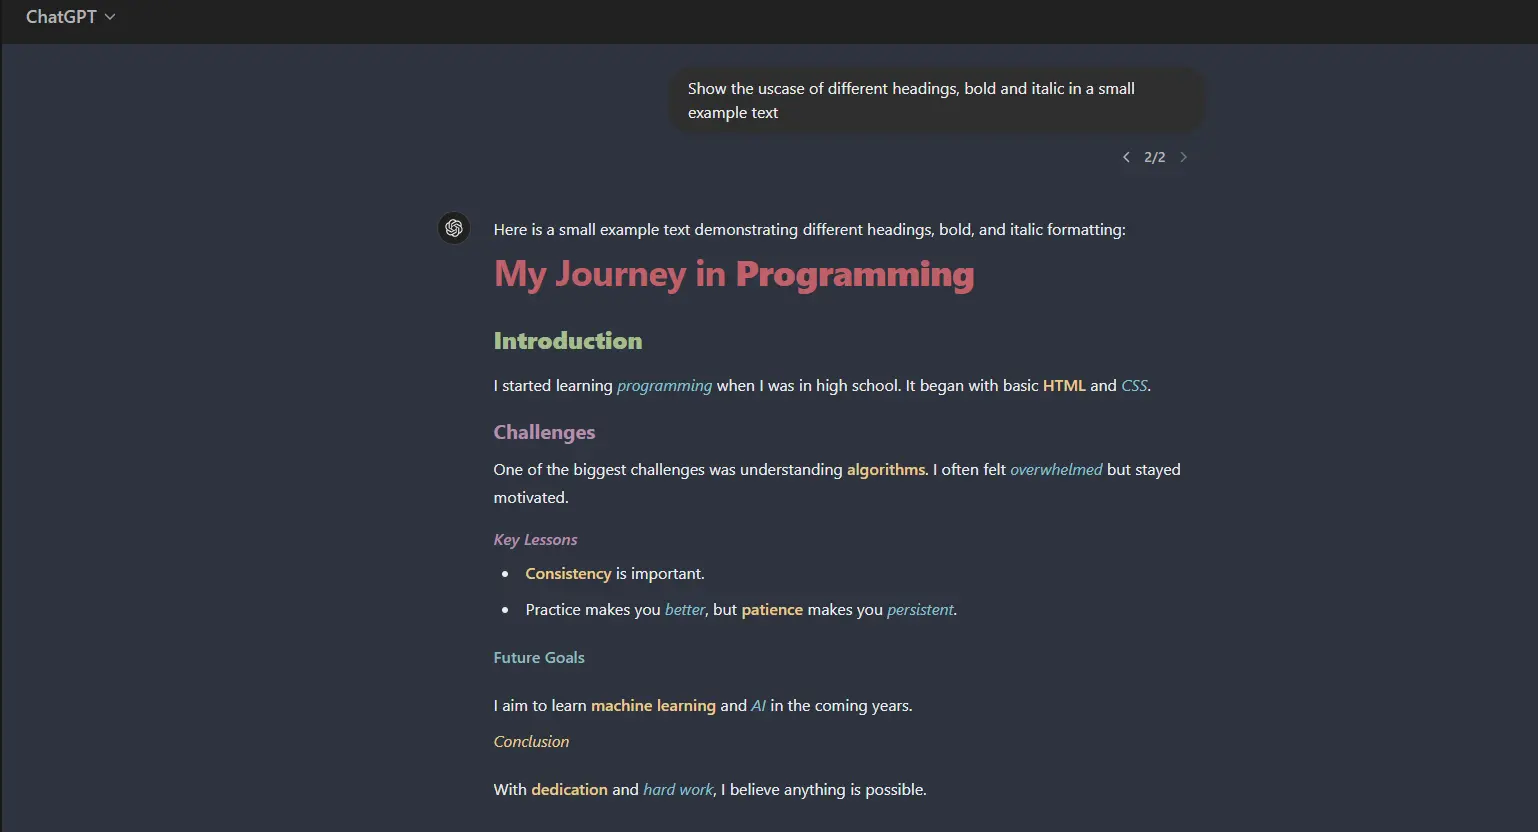 ChatGPT
Show the uscase of different headings, bold and italic in a small
example text
2/2
Here is a small example text demonstrating different headings, bold, and italic formatting:
My Journey in Programming
Introduction
I started learning programming when I was in high school. It began with basic HTML and CSS.
Challenges
One of the biggest challenges was understanding algorithms. I often felt overwhelmed but stayed
motivated.
Key Lessons
Consistency is important.
Practice makes you better, but patience makes you persistent.
Future Goals
I aim to learn machine learning and AI in the coming years.
Conclusion
With dedication and hard work, I believe anything is possible.